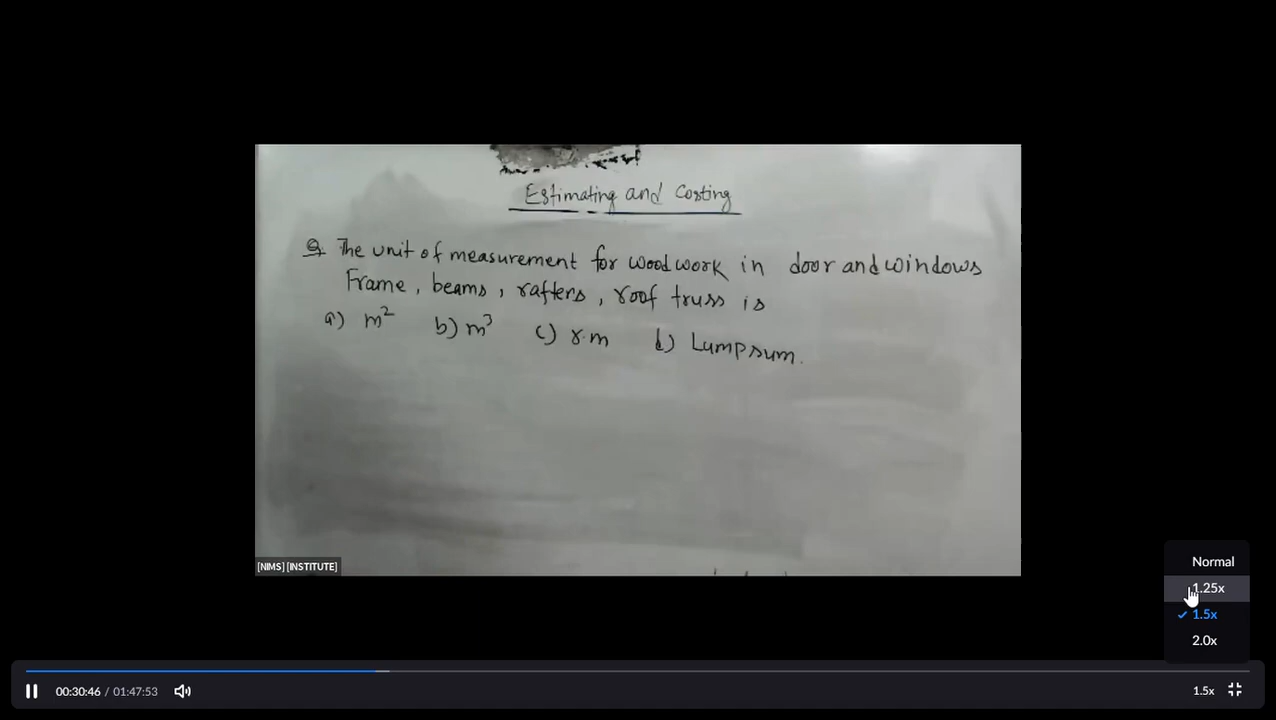 Estimating and Costing
Q The unit of measurement for wood work in door and windows
Frame, beams, rafters, roof truss is
a) m² b) m³ c) r.m d) Lumpsum.
[NIMS] [INSTITUTE]
Normal
1.25x
1.5x
2.0x
00:30:46 / 01:47:53
1.5x